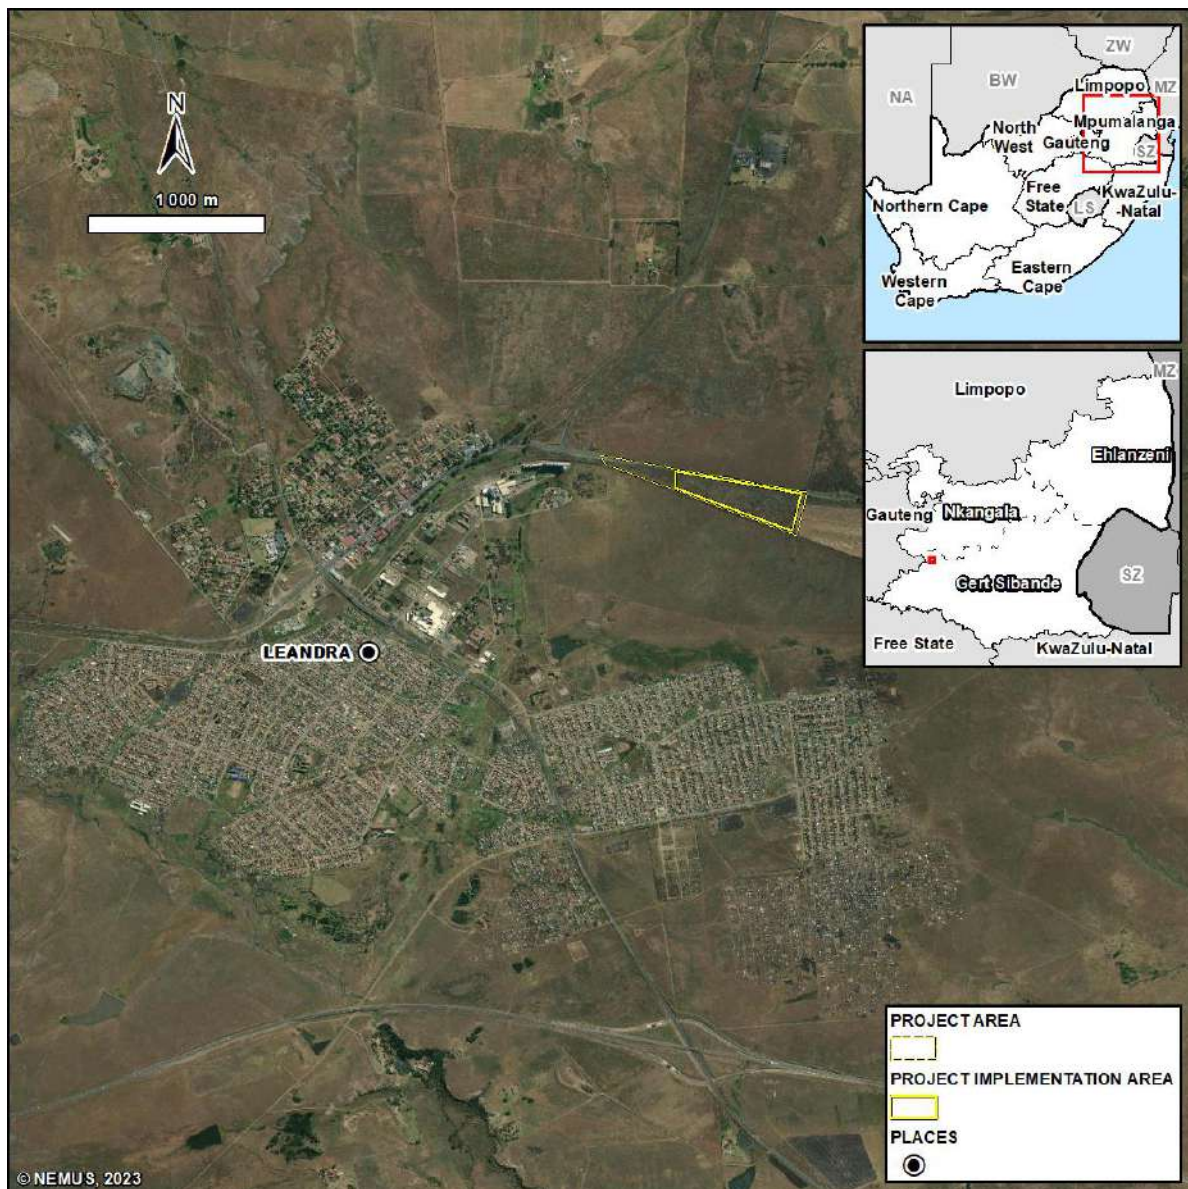 N
1 000 m
LEANDRA
ZW
BW
Limpopo
MZ
NA
Mpumalanga
North
West
Gauteng
SZ
Free
State
KwaZulu-
-Natal
LS
Northern Cape
Eastern
Cape
Western
Cape
MZ
Limpopo
Ehlanzeni
Gauteng
Nkangala
SZ
Gert Sibande
Free State
KwaZulu-Natal
PROJECT AREA
PROJECT IMPLEMENTATION AREA
PLACES
© NEMUS, 2023